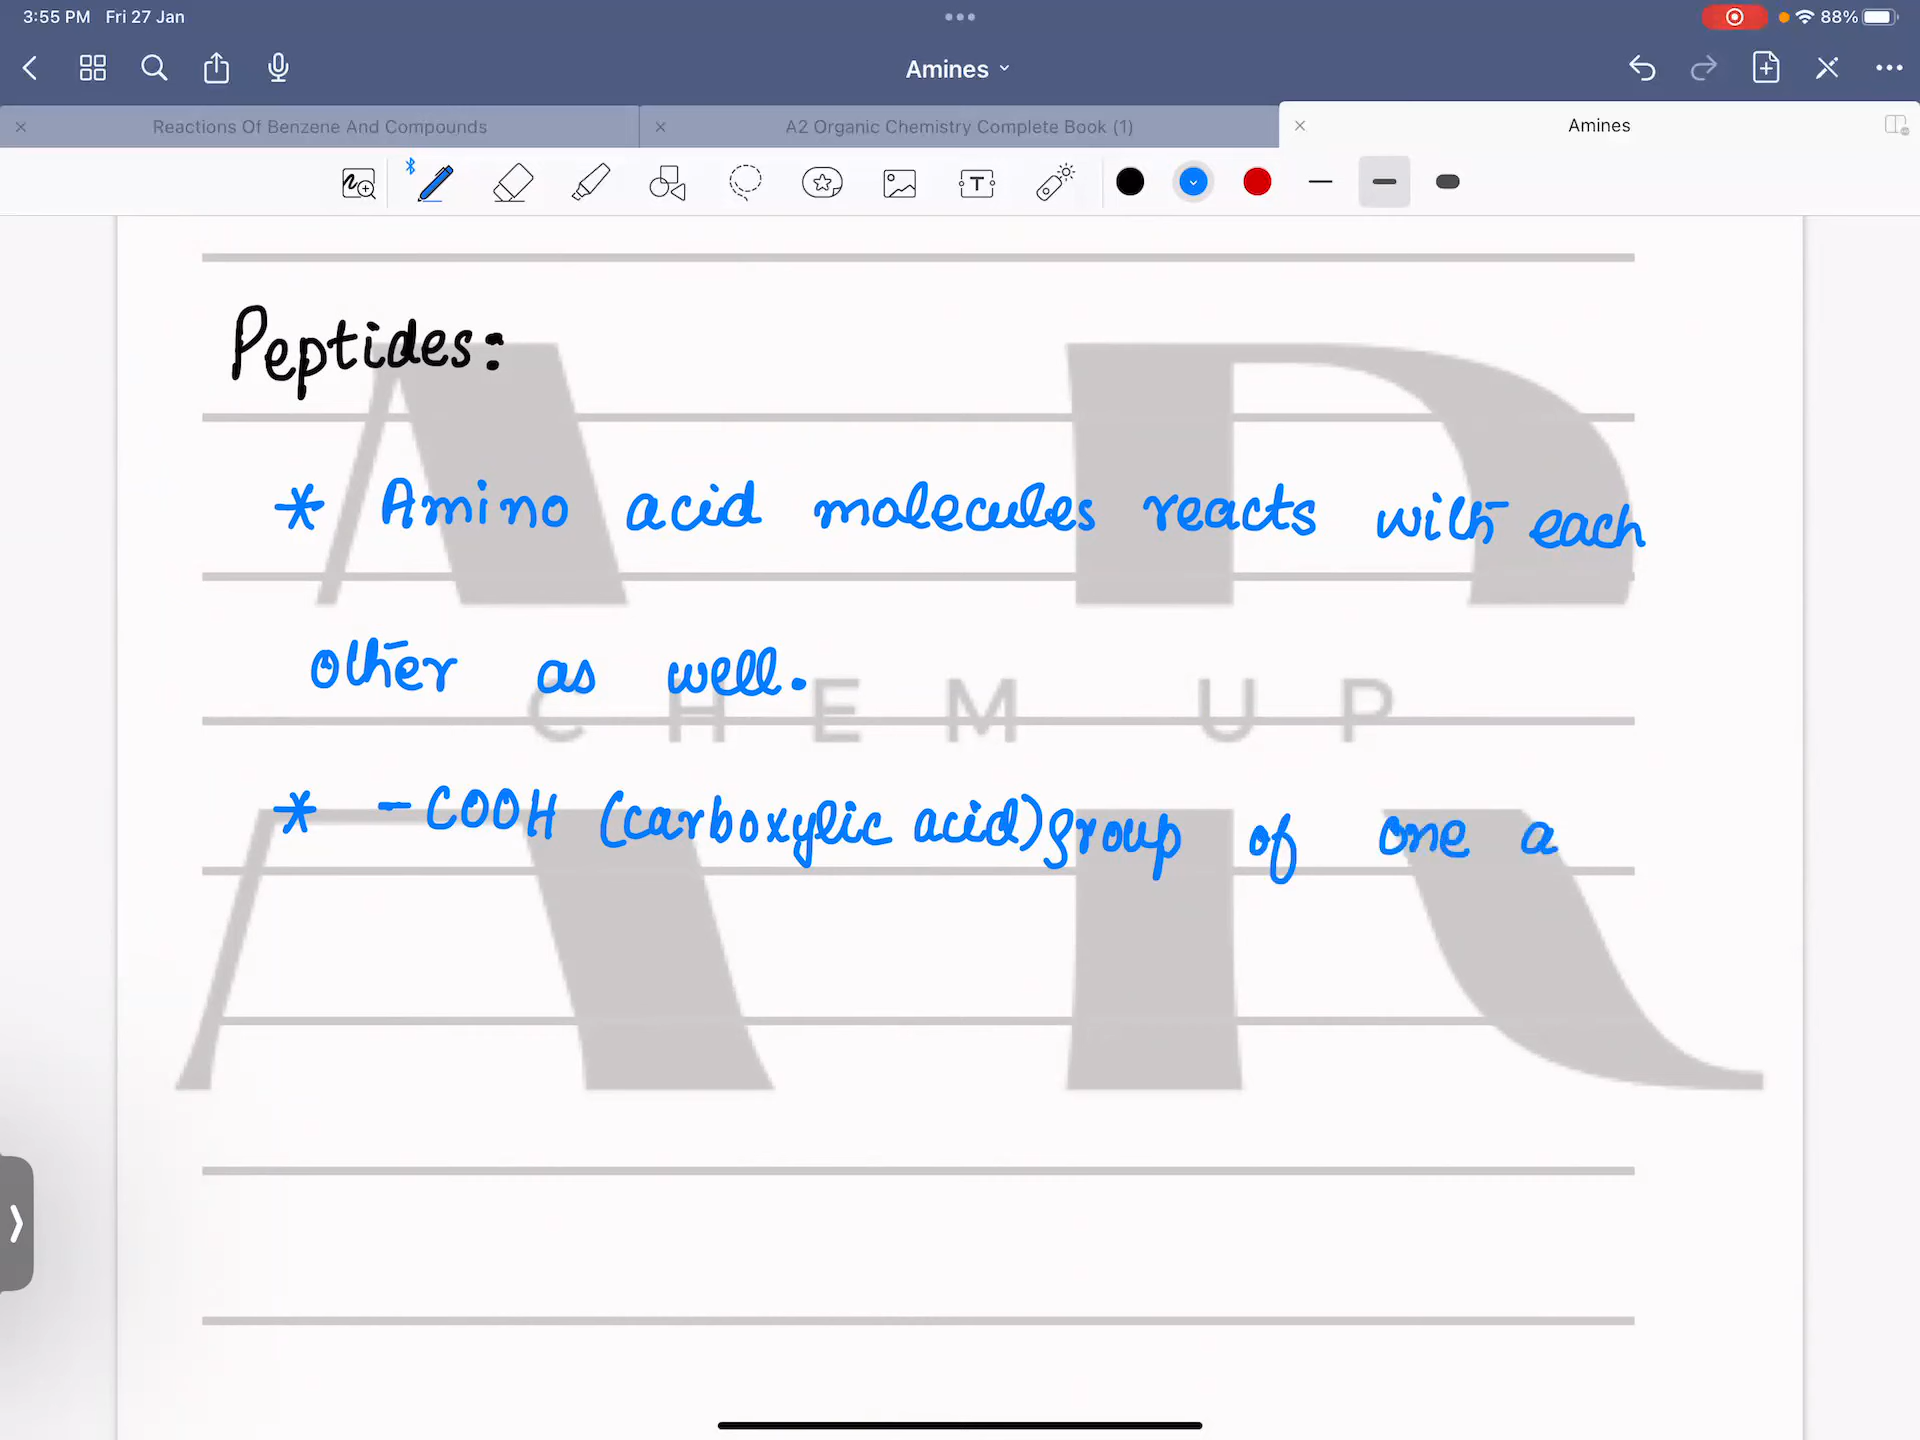 3:55 PM Fri 27 Jan
88%
Amines
Reactions Of Benzene And Compounds
A2 Organic Chemistry Complete Book (1)
Amines
Peptides:
* Amino acid molecules reacts with each
other as well.
CHEM UP
* -COOH (carboxylic acid) group of one a